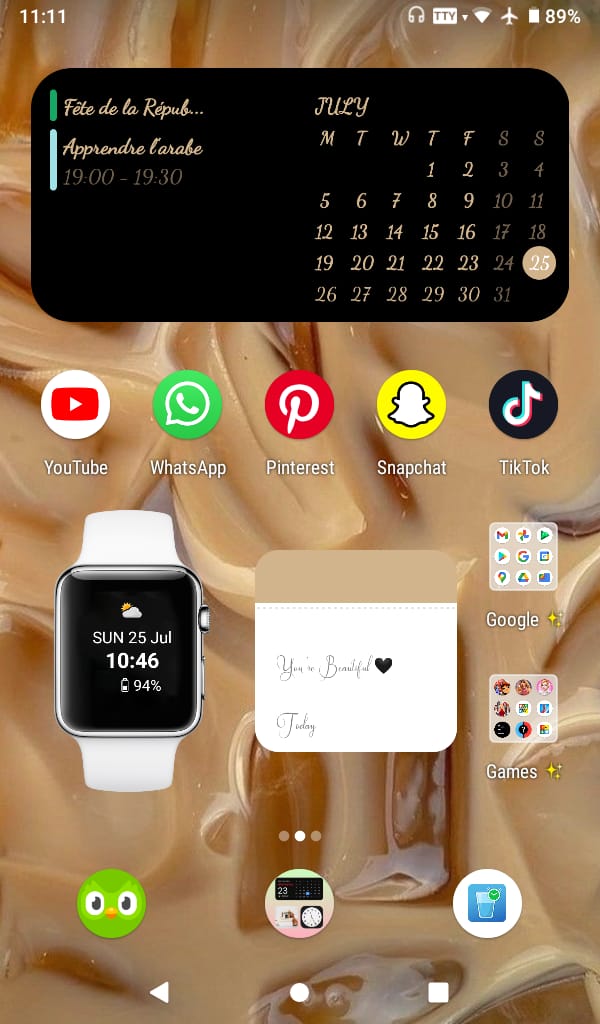 11:11
TTY
89%
Fête de la Répub...
Apprendre l'arabe
19:00 - 19:30
JULY
M T W T F S S
1 2 3 4
5 6 7 8 9 10 11
12 13 14 15 16 17 18
19 20 21 22 23 24 25
26 27 28 29 30 31
YouTube
WhatsApp
Pinterest
Snapchat
TikTok
SUN 25 Jul
10:46
94%
You're Beautiful🖤
Today
Google ✨
Games ✨
23